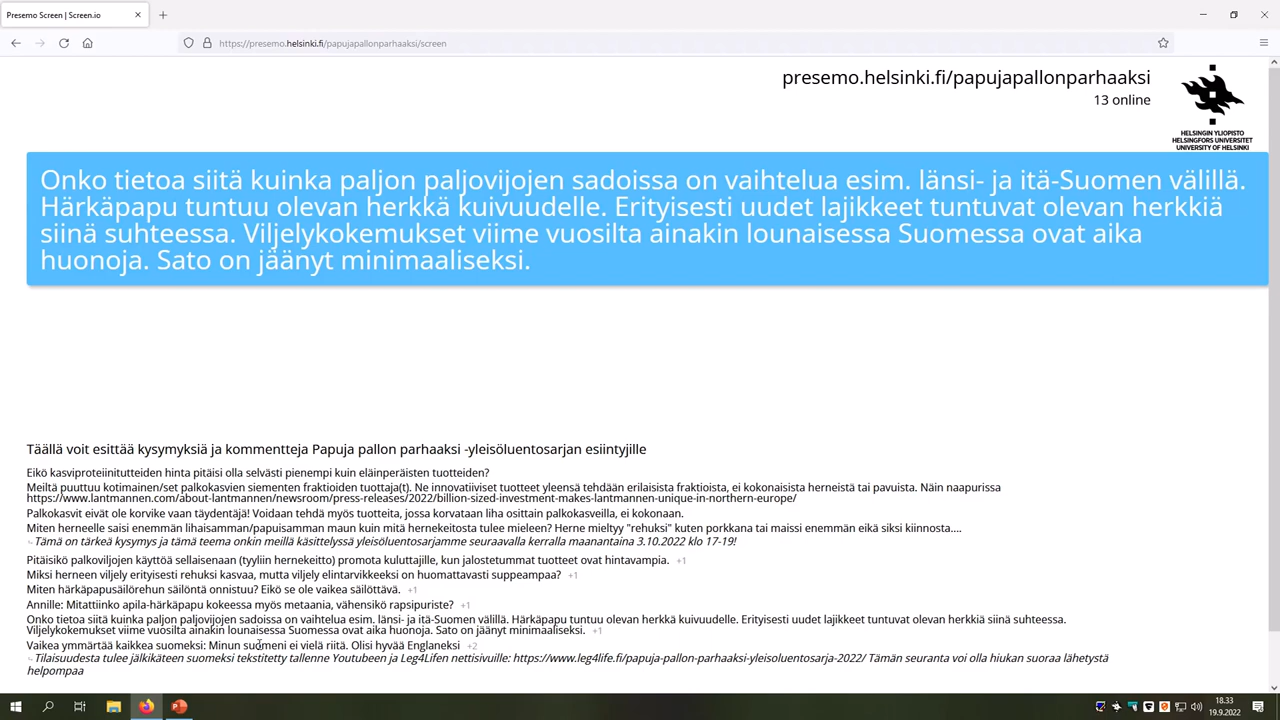 Presemo Screen | Screen.io
https://presemo.helsinki.fi/papujapallonparhaaksi/screen
presemo.helsinki.fi/papujapallonparhaaksi
13 online
HELSINGIN YLIOPISTO
HELSINGFORS UNIVERSITET
UNIVERSITY OF HELSINKI
Onko tietoa siitä kuinka paljon paljovijojen sadoissa on vaihtelua esim. länsi- ja itä-Suomen välillä.
Härkäpapu tuntuu olevan herkkä kuivuudelle. Erityisesti uudet lajikkeet tuntuvat olevan herkkiä
siinä suhteessa. Viljelykokemukset viime vuosilta ainakin lounaisessa Suomessa ovat aika
huonoja. Sato on jäänyt minimaaliseksi.
Täällä voit esittää kysymyksiä ja kommentteja Papuja pallon parhaaksi -yleisöluentosarjan esiintyjille
Eikö kasviproteiinitutteiden hinta pitäisi olla selvästi pienempi kuin eläinperäisten tuotteiden?
Meiltä puuttuu kotimainen/set palkokasvien siementen fraktioiden tuottaja(t). Ne innovatiiviset tuotteet yleensä tehdään erilaisista fraktioista, ei kokonaisista herneistä tai pavuista. Näin naapurissa
https://www.lantmannen.com/about-lantmannen/newsroom/press-releases/2022/billion-sized-investment-makes-lantmannen-unique-in-northern-europe/
Palkokasvit eivät ole korvike vaan täydentäjä! Voidaan tehdä myös tuotteita, jossa korvataan liha osittain palkokasveilla, ei kokonaan.
Miten herneelle saisi enemmän lihaisamman/papuisamman maun kuin mitä hernekeitosta tulee mieleen? Herne mieltyy "rehuksi" kuten porkkana tai maissi enemmän eikä siksi kiinnosta....
Tämä on tärkeä kysymys ja tämä teema onkin meillä käsittelyssä yleisöluentosarjamme seuraavalla kerralla maanantaina 3.10.2022 klo 17-19!
Pitäisikö palkoviljojen käyttöä sellaisenaan (tyyliin hernekeitto) promota kuluttajille, kun jalostetummat tuotteet ovat hintavampia. +1
Miksi herneen viljely erityisesti rehuksi kasvaa, mutta viljely elintarvikkeeksi on huomattavasti suppeampaa? +1
Miten härkäpapusäilörehun säilöntä onnistuu? Eikö se ole vaikea säilöttävä. +1
Annille: Mitattiinko apila-härkäpapu kokeessa myös metaania, vähensikö rapsipuriste? +1
Onko tietoa siitä kuinka paljon paljovijojen sadoissa on vaihtelua esim. länsi- ja itä-Suomen välillä. Härkäpapu tuntuu olevan herkkä kuivuudelle. Erityisesti uudet lajikkeet tuntuvat olevan herkkiä siinä suhteessa.
Viljelykokemukset viime vuosilta ainakin lounaisessa Suomessa ovat aika huonoja. Sato on jäänyt minimaaliseksi. +1
Vaikea ymmärtää kaikkea suomeksi: Minun suomeni ei vielä riitä. Olisi hyvää Englaneksi +2
Tilaisuudesta tulee jälkikäteen suomeksi tekstitetty tallenne Youtubeen ja Leg4Lifen nettisivuille: https://www.leg4life.fi/papuja-pallon-parhaaksi-yleisoluentosarja-2022/ Tämän seuranta voi olla hiukan suoraa lähetystä
helpompaa
18.33
19.9.2022